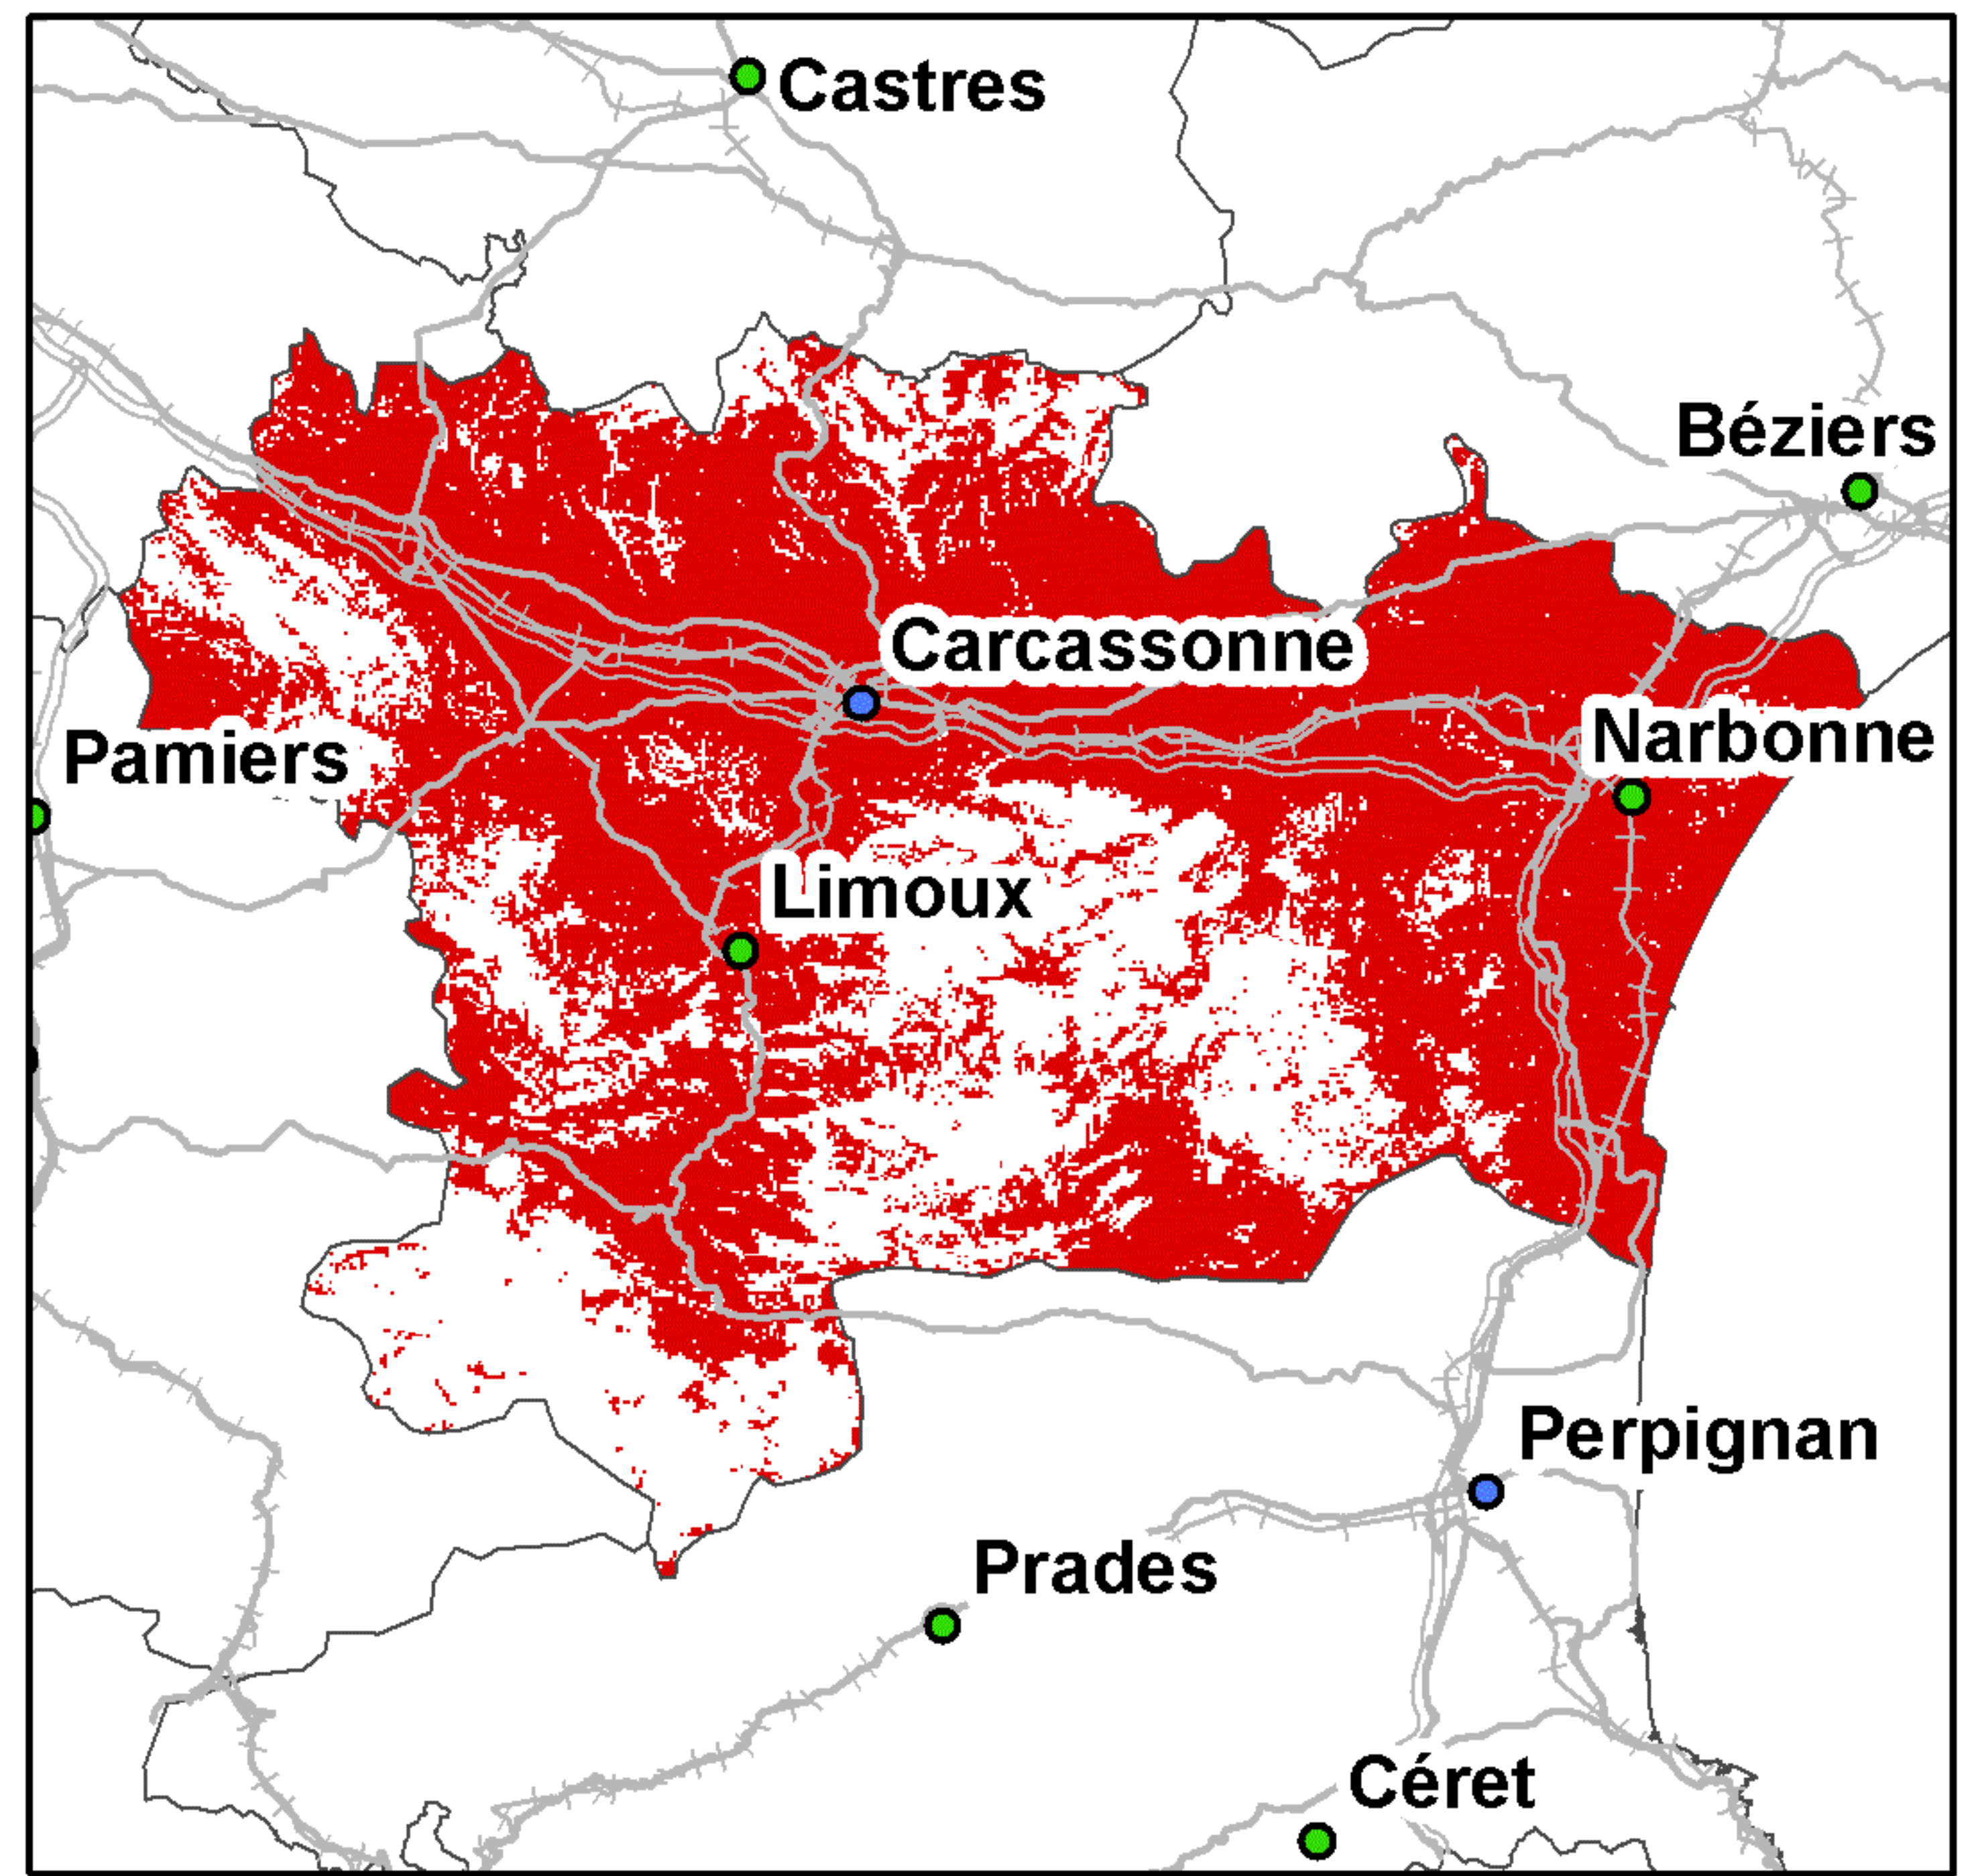 Castres
Béziers
Carcassonne
Narbonne
Pamiers
Limoux
Perpignan
Prades
Céret